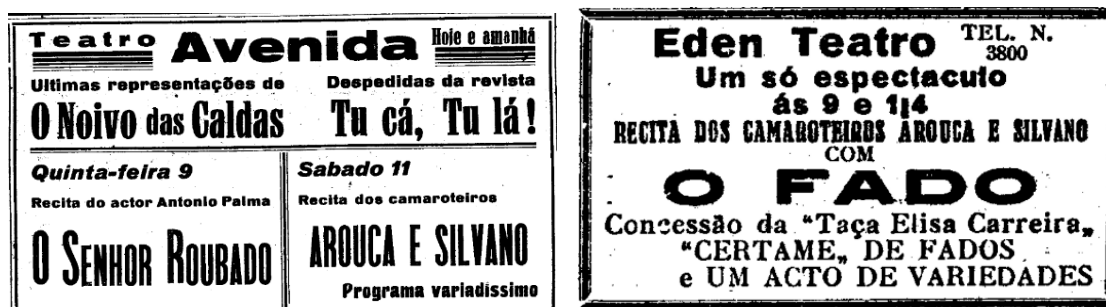 Teatro Avenida Hoje e amanhã
Ultimas representações de
O Noivo das Caldas
Despedidas da revista
Tu cá, Tu lá!
Quinta-feira 9
Recita do actor Antonio Palma
O SENHOR ROUBADO
Sabado 11
Recita dos camaroteiros
AROUCA E SILVANO
Programa variadissimo
Eden Teatro TEL. N. 3800
Um só espectaculo
ás 9 e 1|4
RECITA DOS CAMAROTEIROS AROUCA E SILVANO
COM
O FADO
Concessão da “Taça Elisa Carreira„
“CERTAME„ DE FADOS
e UM ACTO DE VARIEDADES